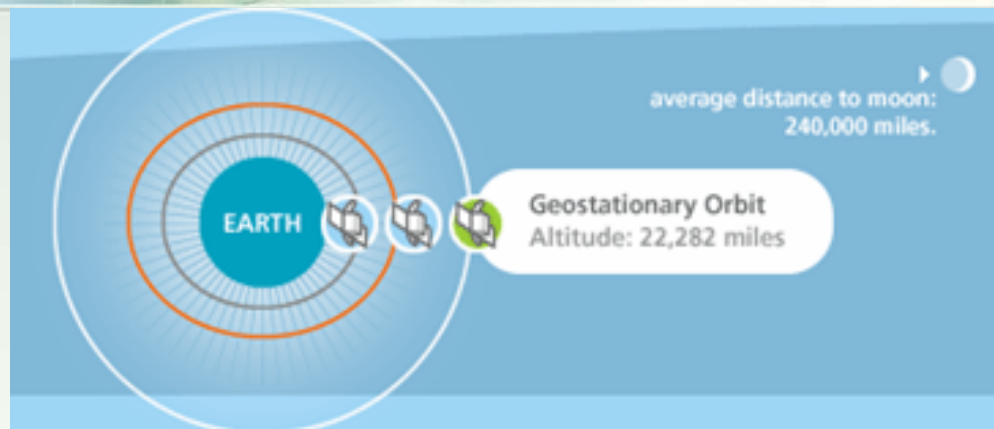 average distance to moon:
240,000 miles.
EARTH
Geostationary Orbit
Altitude: 22,282 miles